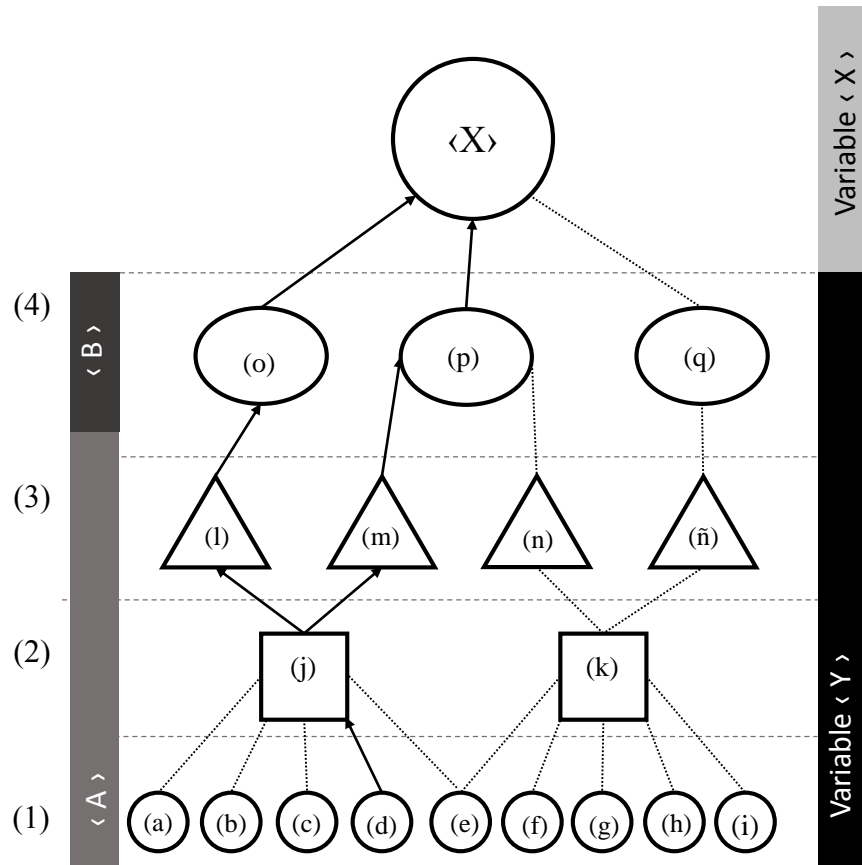 ‹X›
Variable ‹ X ›
(4)
‹ B ›
(o)
(p)
(q)
(3)
(l)
(m)
(n)
(ñ)
(2)
(j)
(k)
Variable ‹ Y ›
(1)
‹ A ›
(a)
(b)
(c)
(d)
(e)
(f)
(g)
(h)
(i)